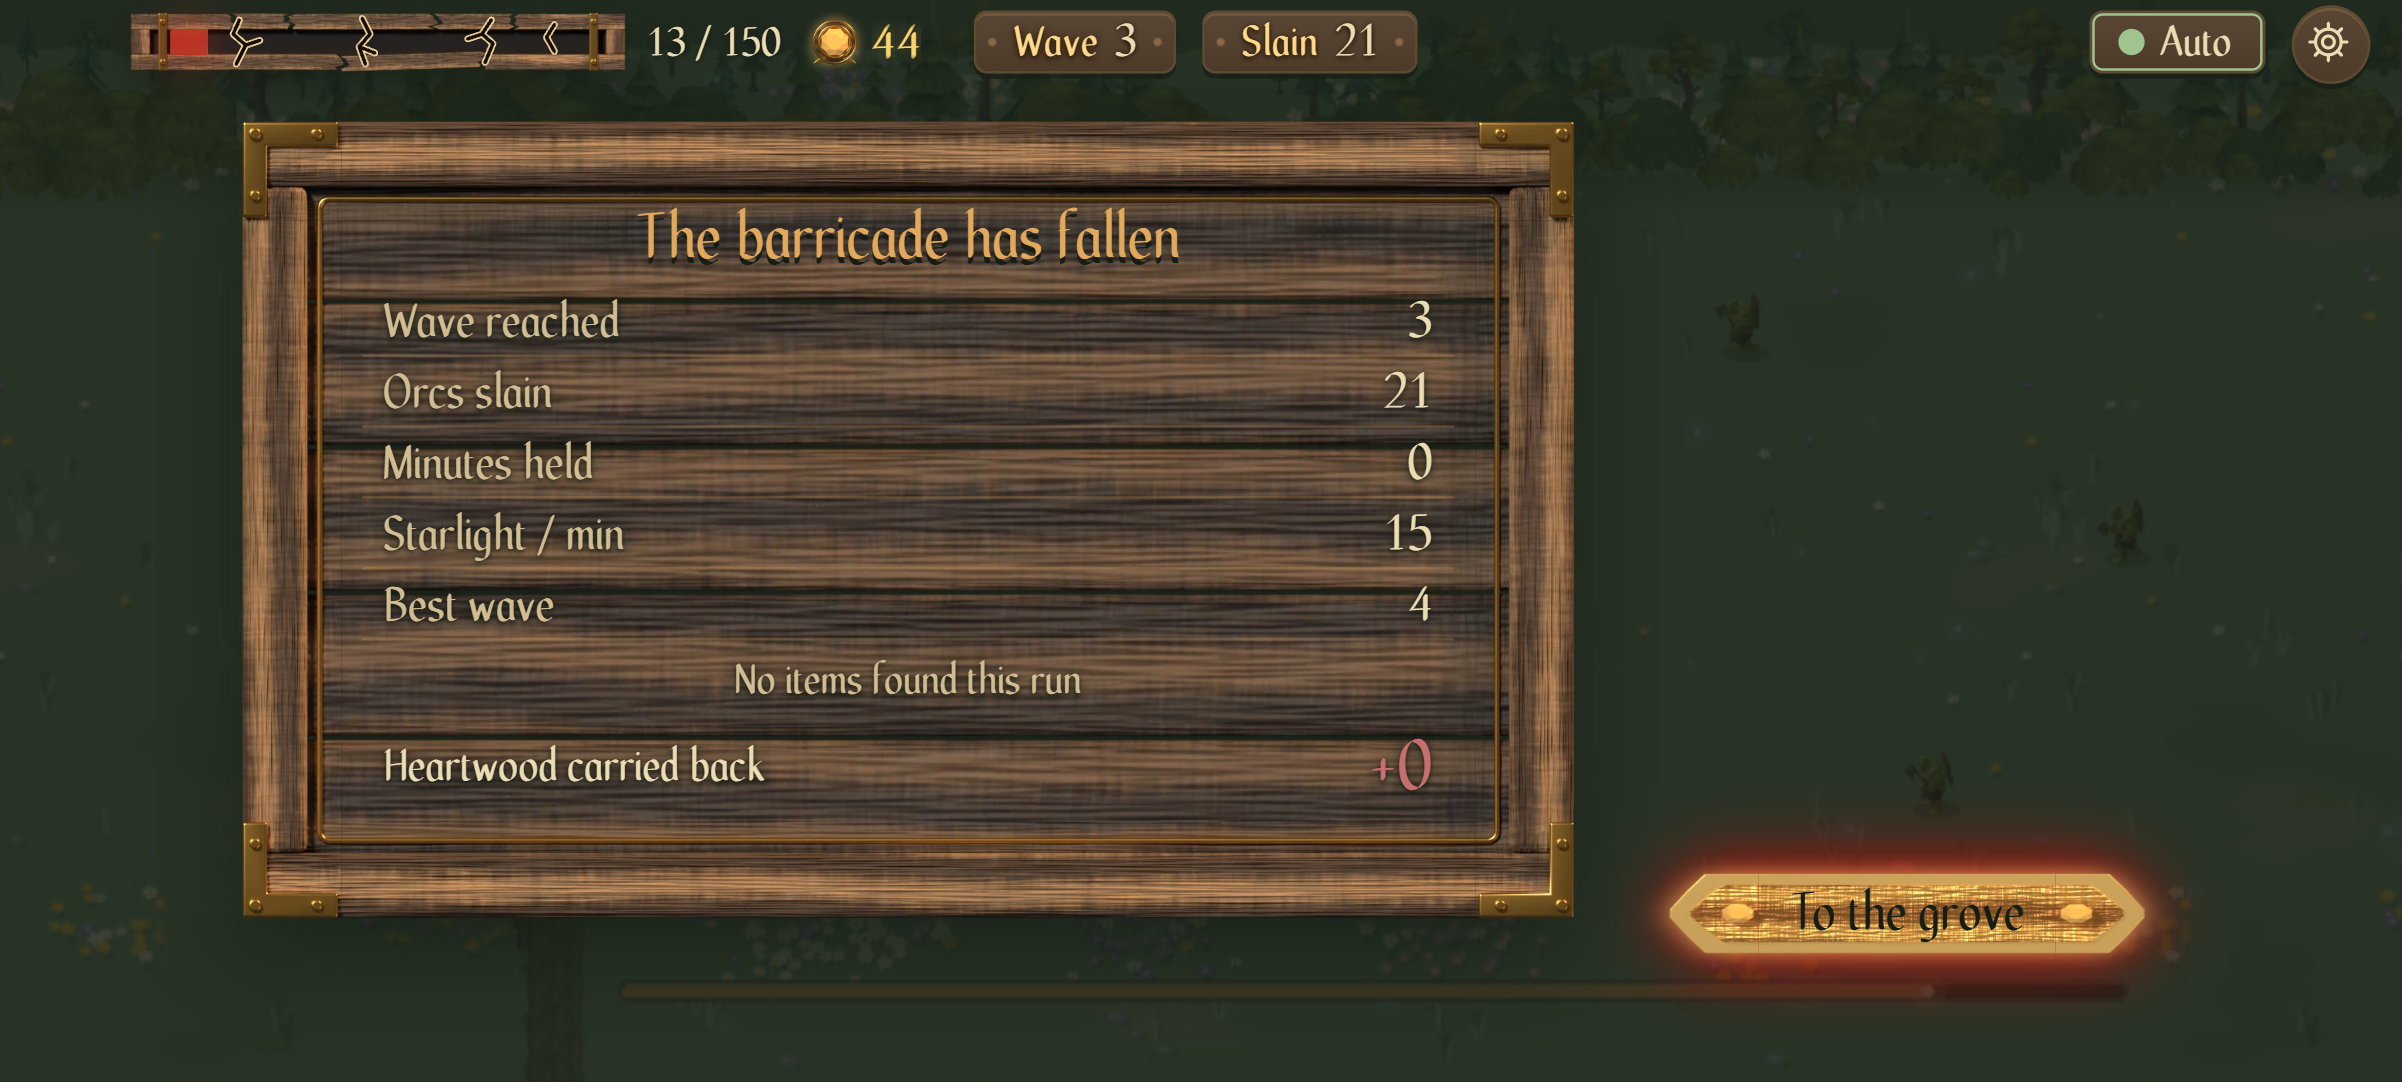 13 / 150 44 Wave 3 Slain 21 Auto
The barricade has fallen
Wave reached 3
Orcs slain 21
Minutes held 0
Starlight / min 15
Best wave 4
No items found this run
Heartwood carried back +0
To the grove